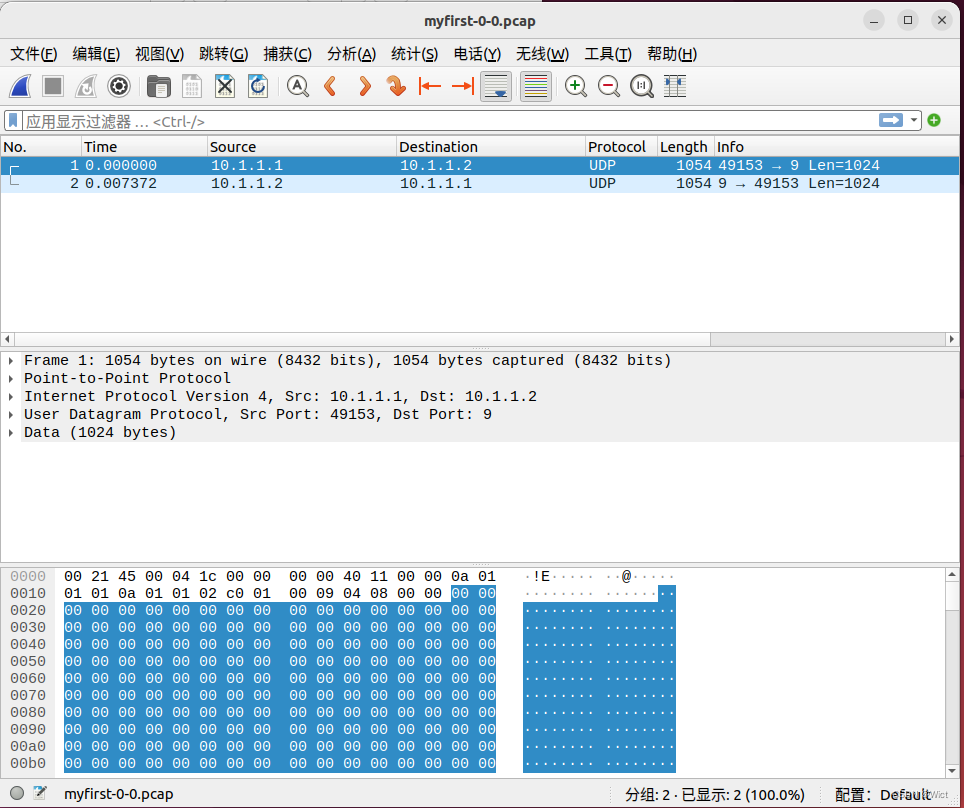 myfirst-0-0.pcap
文件(F) 编辑(E) 视图(V) 跳转(G) 捕获(C) 分析(A) 统计(S) 电话(Y) 无线(W) 工具(T) 帮助(H)
应用显示过滤器 … <Ctrl-/>
No. Time Source Destination Protocol Length Info
1 0.000000 10.1.1.1 10.1.1.2 UDP 1054 49153 → 9 Len=1024
2 0.007372 10.1.1.2 10.1.1.1 UDP 1054 9 → 49153 Len=1024
Frame 1: 1054 bytes on wire (8432 bits), 1054 bytes captured (8432 bits)
Point-to-Point Protocol
Internet Protocol Version 4, Src: 10.1.1.1, Dst: 10.1.1.2
User Datagram Protocol, Src Port: 49153, Dst Port: 9
Data (1024 bytes)
0000 00 21 45 00 04 1c 00 00 00 00 40 11 00 00 0a 01 ·!E····· ··@·····
0010 01 01 0a 01 01 02 c0 01 00 09 04 08 00 00 00 00 ········ ········
0020 00 00 00 00 00 00 00 00 00 00 00 00 00 00 00 00 ········ ········
0030 00 00 00 00 00 00 00 00 00 00 00 00 00 00 00 00 ········ ········
0040 00 00 00 00 00 00 00 00 00 00 00 00 00 00 00 00 ········ ········
0050 00 00 00 00 00 00 00 00 00 00 00 00 00 00 00 00 ········ ········
0060 00 00 00 00 00 00 00 00 00 00 00 00 00 00 00 00 ········ ········
0070 00 00 00 00 00 00 00 00 00 00 00 00 00 00 00 00 ········ ········
0080 00 00 00 00 00 00 00 00 00 00 00 00 00 00 00 00 ········ ········
0090 00 00 00 00 00 00 00 00 00 00 00 00 00 00 00 00 ········ ········
00a0 00 00 00 00 00 00 00 00 00 00 00 00 00 00 00 00 ········ ········
00b0 00 00 00 00 00 00 00 00 00 00 00 00 00 00 00 00 ········ ········
myfirst-0-0.pcap 分组: 2 · 已显示: 2 (100.0%) 配置: Default